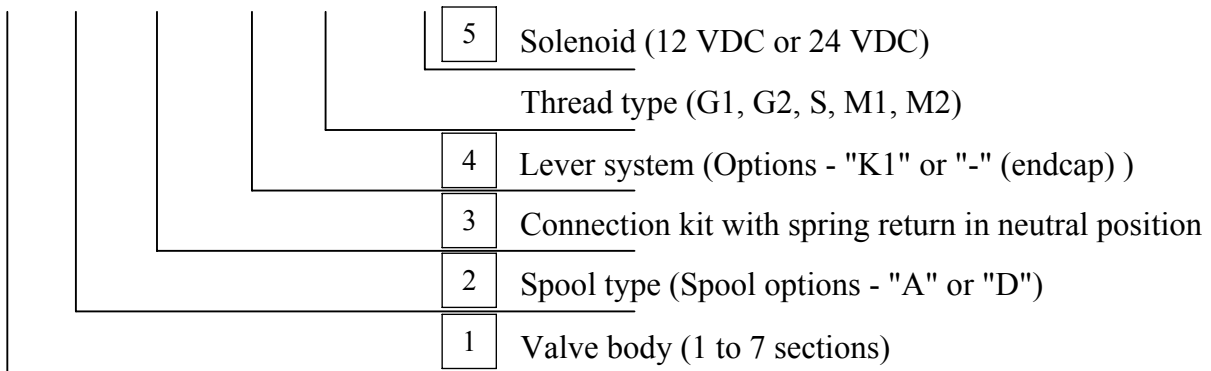 5 Solenoid (12 VDC or 24 VDC)
Thread type (G1, G2, S, M1, M2)
4 Lever system (Options - "K1" or "-" (endcap) )
3 Connection kit with spring return in neutral position
2 Spool type (Spool options - "A" or "D")
1 Valve body (1 to 7 sections)